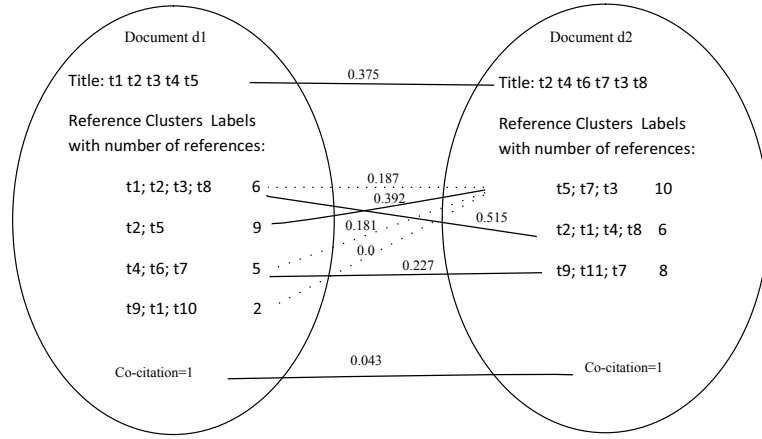 Document d1
Document d2
Title: t1 t2 t3 t4 t5
0.375
Title: t2 t4 t6 t7 t3 t8
Reference Clusters Labels
with number of references:
Reference Clusters Labels
with number of references:
t1; t2; t3; t8 6
0.187
t5; t7; t3 10
0.392
t2; t5 9
0.181
0.515
t2; t1; t4; t8 6
0.0
t4; t6; t7 5
0.227
t9; t11; t7 8
t9; t1; t10 2
0.043
Co-citation=1
Co-citation=1